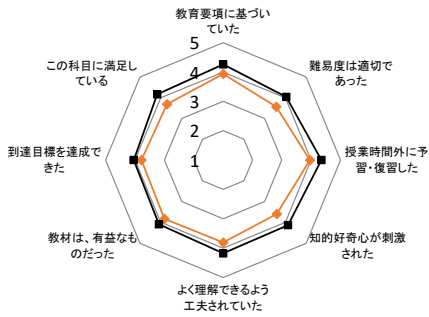 教育要項に基づい
ていた
難易度は適切で
あった
授業時間外に予
習・復習した
知的好奇心が刺激
された
よく理解できるよう
工夫されていた
教材は、有益なも
のだった
到達目標を達成で
きた
この科目に満足し
ている
5
4
3
2
1